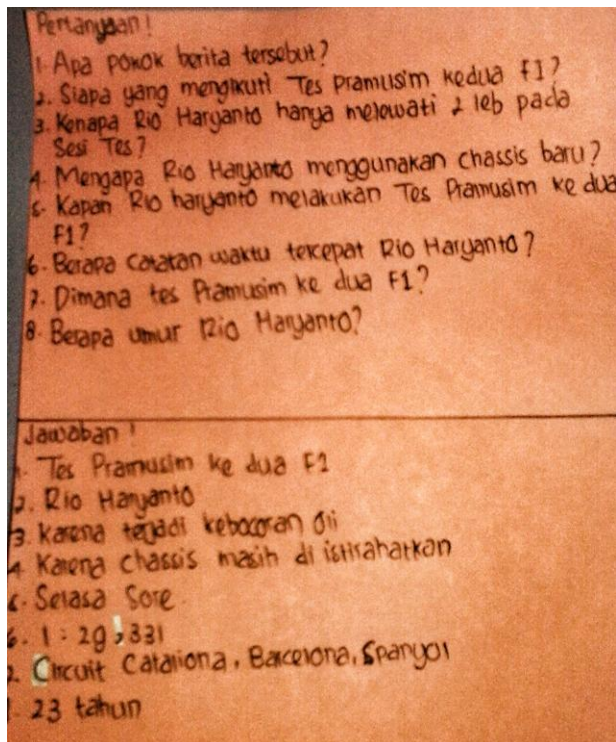 Pertanyaan!
1. Apa pokok berita tersebut?
2. Siapa yang mengikuti Tes pramusim kedua F1?
3. Kenapa Rio Haryanto hanya melewati 2 leb pada
Sesi Tes?
4. Mengapa Rio Haryanto menggunakan chassis baru?
5. Kapan Rio haryanto melakukan Tes Pramusim ke dua
F1?
6. Berapa catatan waktu tercepat Rio Haryanto?
7. Dimana tes Pramusim ke dua F1?
8. Berapa umur Rio Haryanto?
Jawaban!
1. Tes Pramusim ke dua F1
2. Rio Haryanto
3. Karena terjadi kebocoran Oli
4. Karena Chassis masih di istirahatkan
5. Selasa Sore.
6. 1:29,331
7. Circuit Cataliona, Barcelona, Spanyol
23 tahun